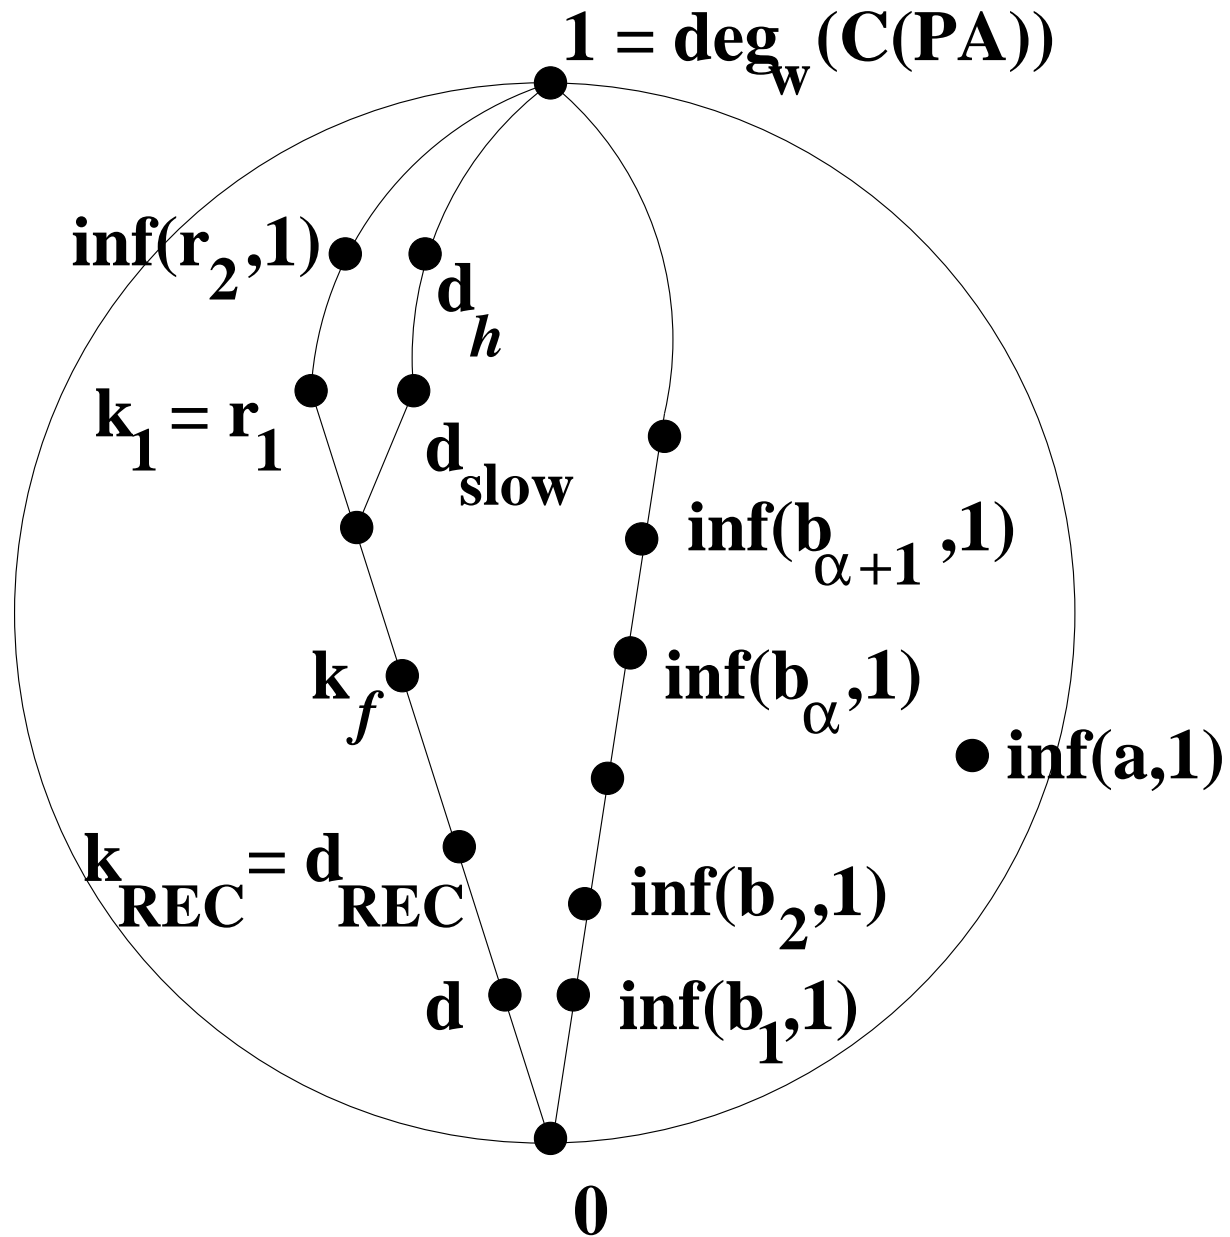 1 = deg_w (C(PA))
inf(r_2,1)
d_h
k_1 = r_1
d_slow
inf(b_α+1 ,1)
k_f
inf(b_α,1)
inf(a,1)
k_REC = d_REC
inf(b_2,1)
d
inf(b_1,1)
0